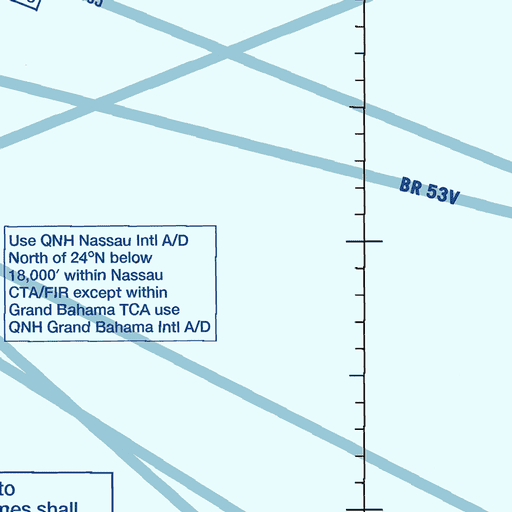 BR 53V
Use QNH Nassau Intl A/D
North of 24°N below
18,000′ within Nassau
CTA/FIR except within
Grand Bahama TCA use
QNH Grand Bahama Intl A/D
to
mes shall